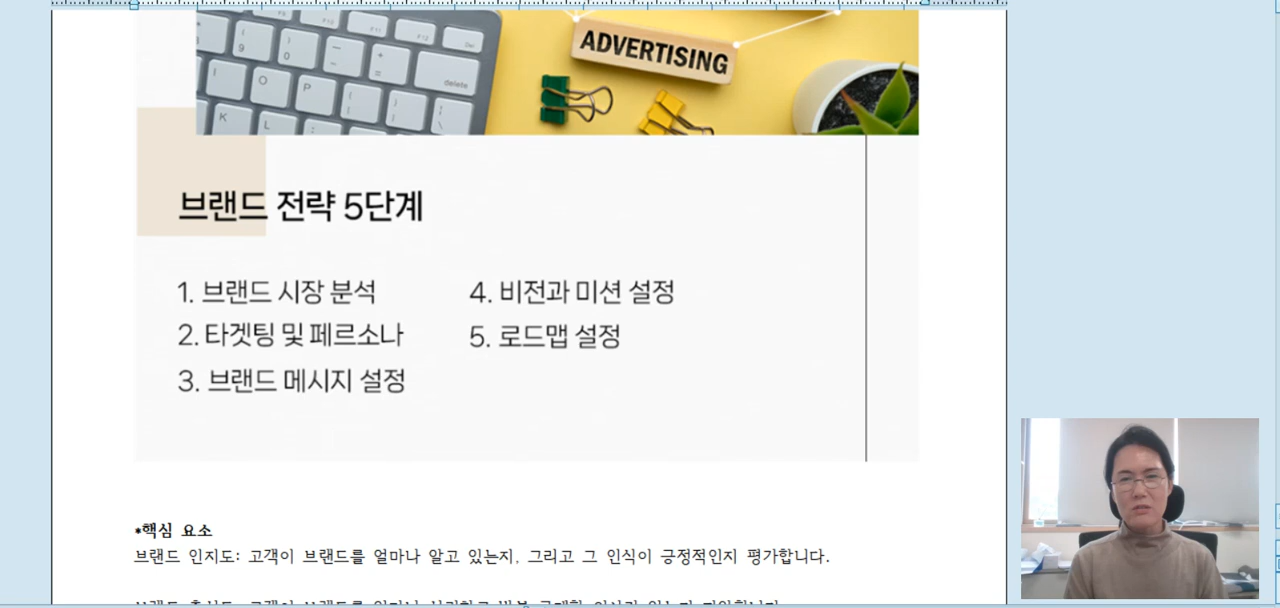 ADVERTISING
delete
브랜드 전략 5단계
1. 브랜드 시장 분석
2. 타겟팅 및 페르소나
3. 브랜드 메시지 설정
4. 비전과 미션 설정
5. 로드맵 설정
*핵심 요소
브랜드 인지도: 고객이 브랜드를 얼마나 알고 있는지, 그리고 그 인식이 긍정적인지 평가합니다.